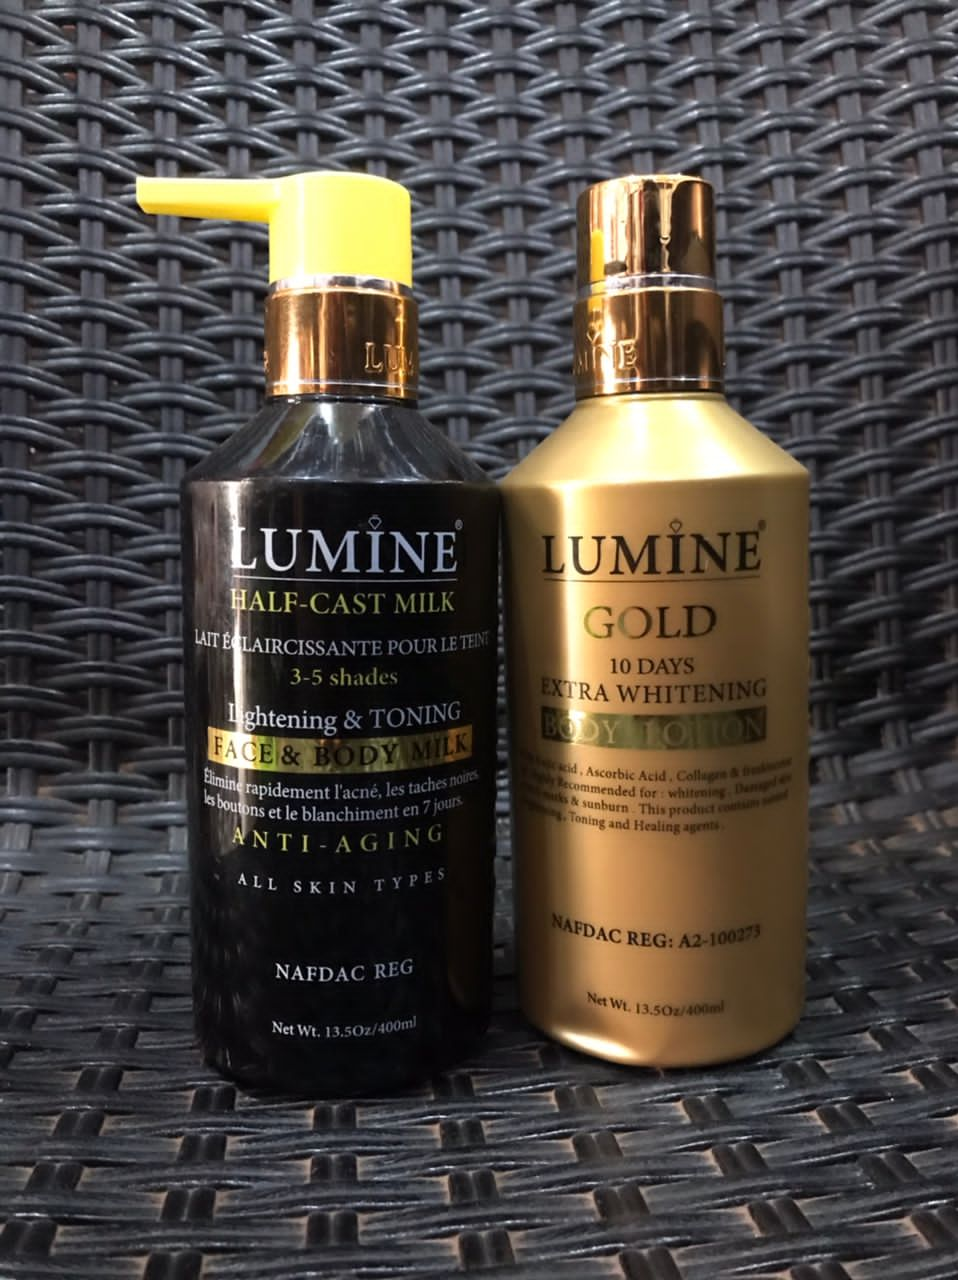 LUM
LUMINE®
HALF-CAST MILK
LAIT ÉCLAIRCISSANTE POUR LE TEINT
3-5 shades
Lightening & TONING
FACE & BODY MILK
Élimine rapidement l'acné, les taches noires,
les boutons et le blanchiment en 7 jours.
ANTI-AGING
ALL SKIN TYPES
NAFDAC REG
Net Wt. 13.5Oz/400ml
MINE
LUMINE®
GOLD
10 DAYS
EXTRA WHITENING
BODY LOTION
acid , Ascorbic Acid , Collagen &
Highly Recommended for : whitening , Damaged
marks & sunburn . This product contains
, Toning and Healing agents .
NAFDAC REG: A2-100273
Net Wt. 13.5Oz/400ml